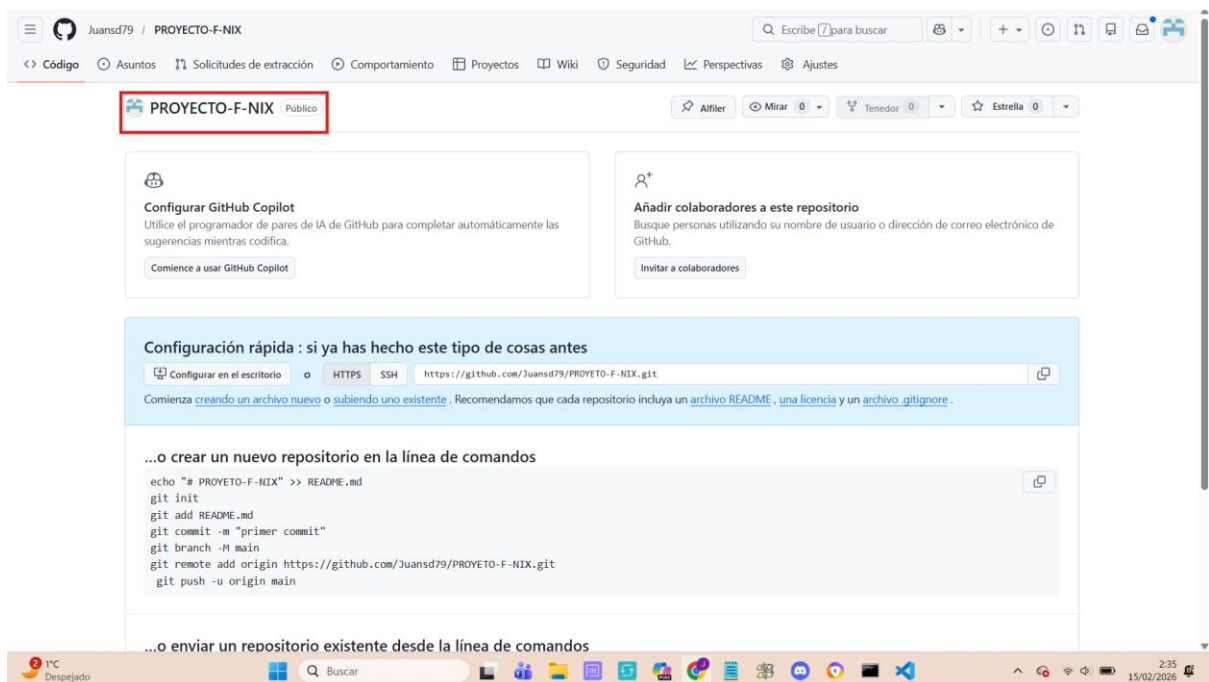 Juansd79 / PROYECTO-F-NIX
Escribe / para buscar
Código Asuntos Solicitudes de extracción Comportamiento Proyectos Wiki Seguridad Perspectivas Ajustes
PROYECTO-F-NIX Público
Alfiler Mirar 0 Tenedor 0 Estrella 0
Configurar GitHub Copilot
Utilice el programador de pares de IA de GitHub para completar automáticamente las
sugerencias mientras codifica.
Comience a usar GitHub Copilot
Añadir colaboradores a este repositorio
Busque personas utilizando su nombre de usuario o dirección de correo electrónico de
GitHub.
Invitar a colaboradores
Configuración rápida : si ya has hecho este tipo de cosas antes
Configurar en el escritorio o HTTPS SSH https://github.com/Juansd79/PROYETO-F-NIX.git
Comienza creando un archivo nuevo o subiendo uno existente . Recomendamos que cada repositorio incluya un archivo README , una licencia y un archivo .gitignore .
...o crear un nuevo repositorio en la línea de comandos
echo "# PROYETO-F-NIX" >> README.md
git init
git add README.md
git commit -m "primer commit"
git branch -M main
git remote add origin https://github.com/Juansd79/PROYETO-F-NIX.git
git push -u origin main
...o enviar un repositorio existente desde la línea de comandos
2 1°C
Despejado
Buscar
2:35
15/02/2026